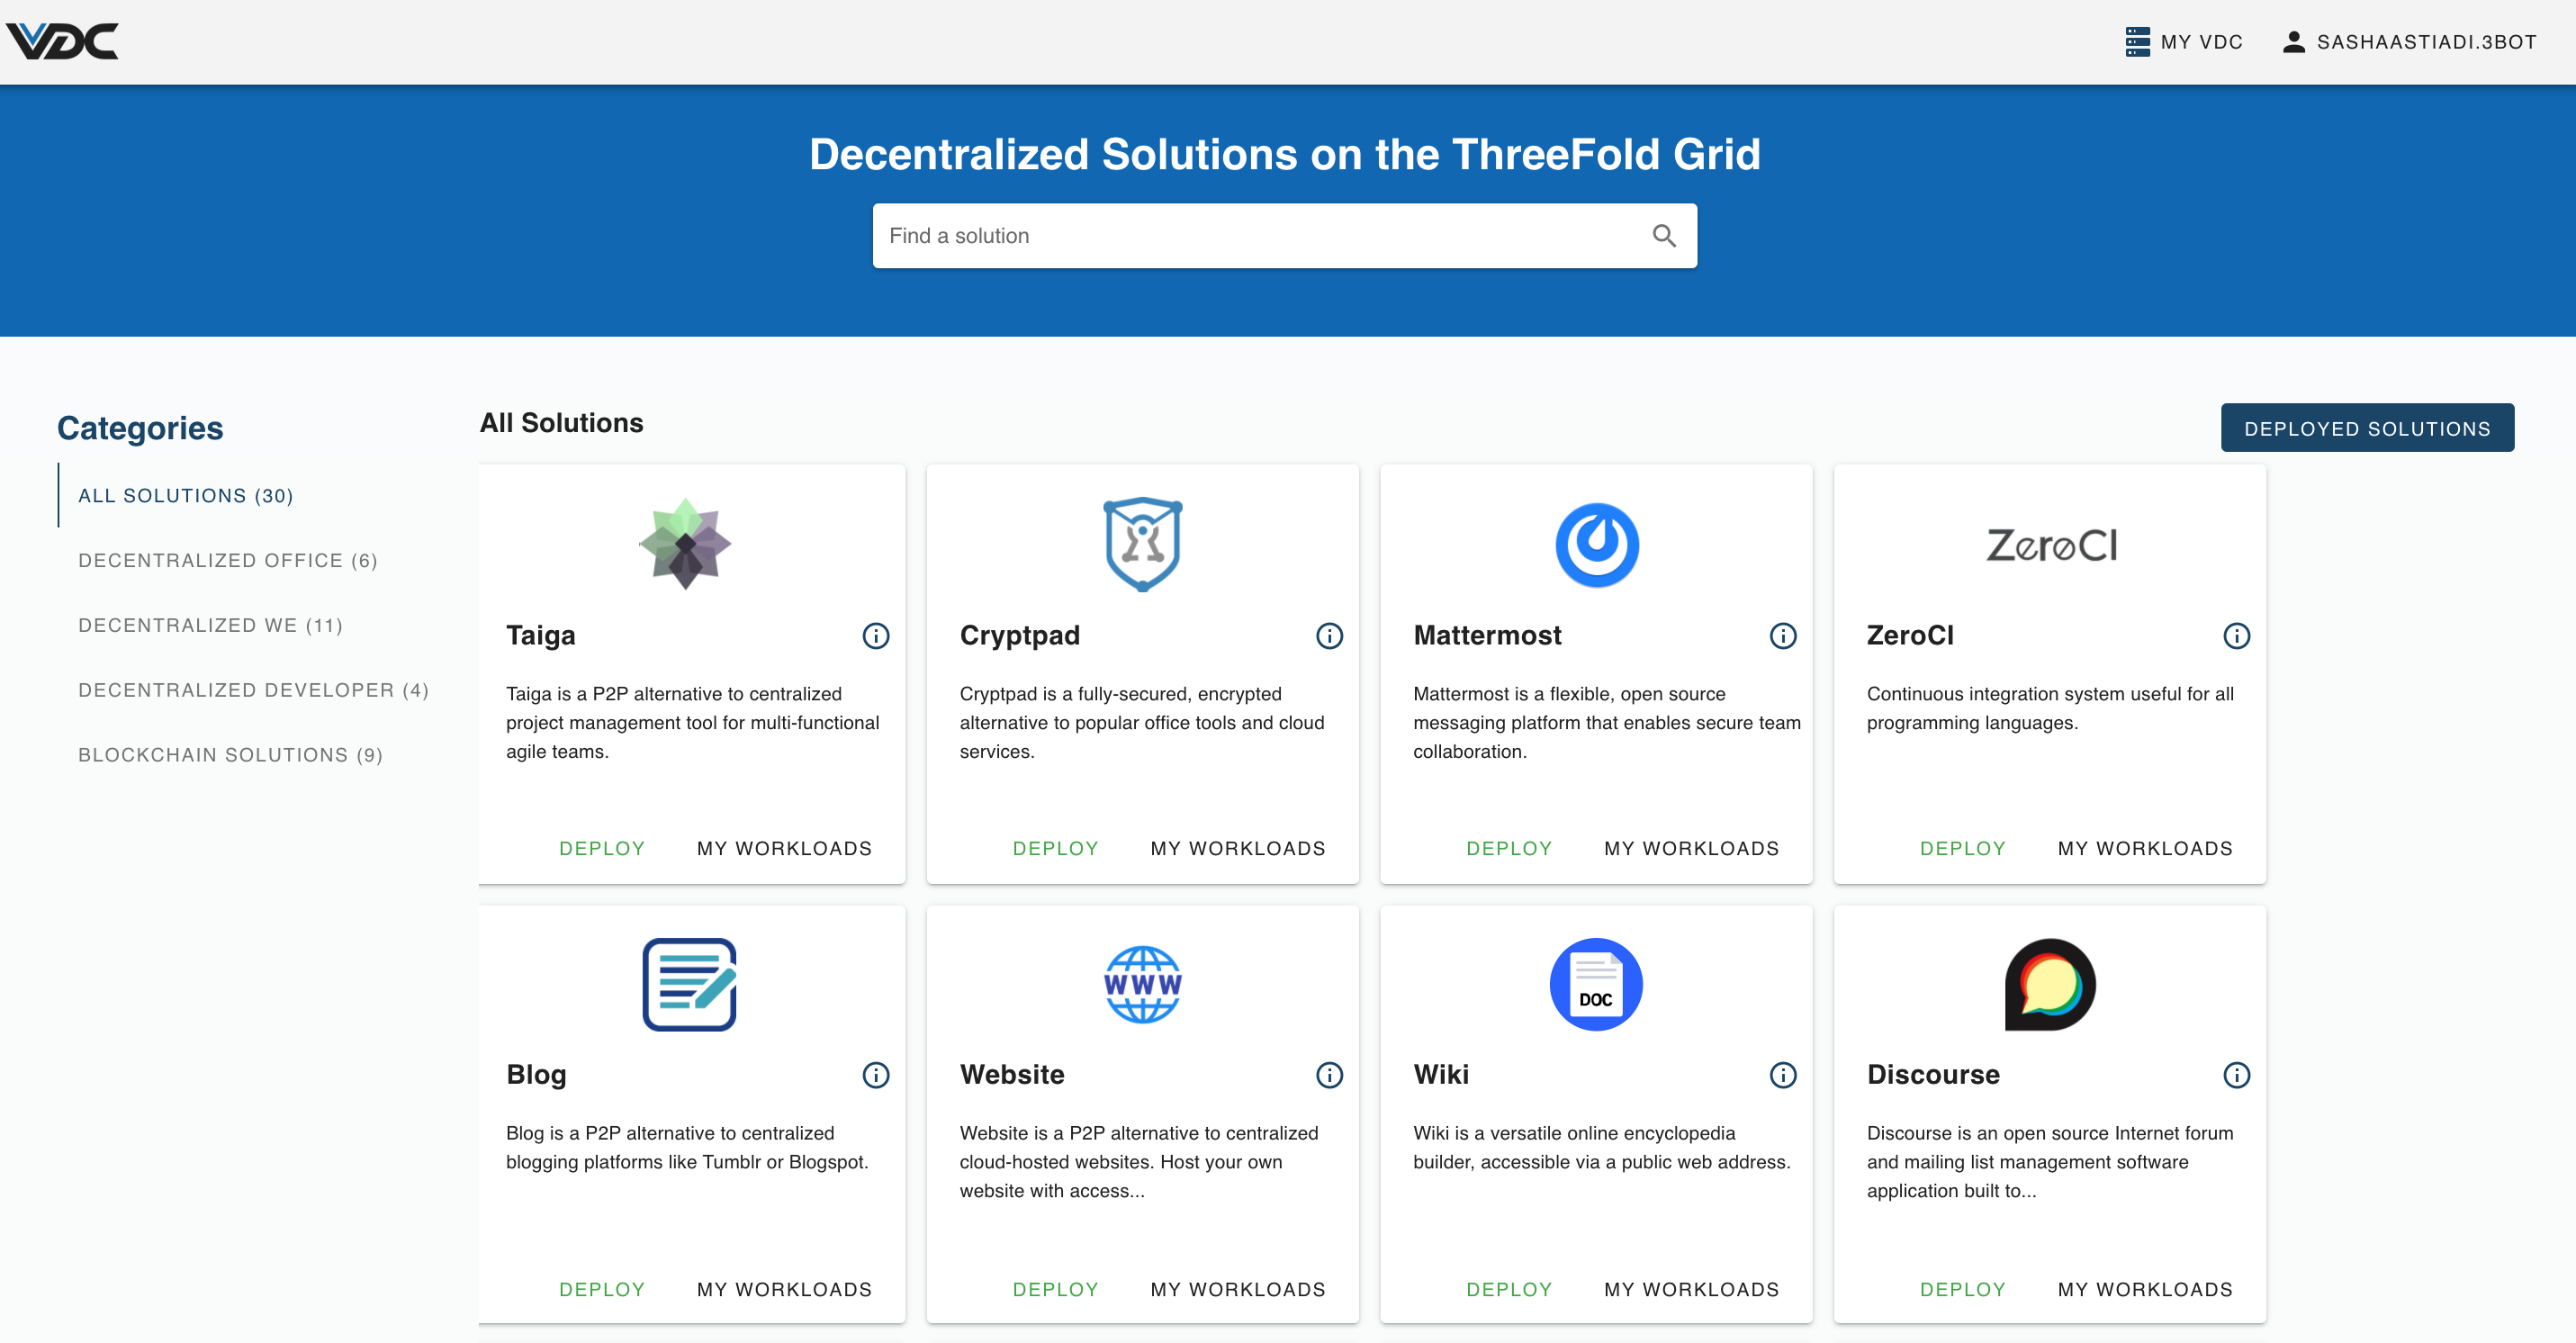 VDC
MY VDC
SASHAASTIADI.3BOT
Decentralized Solutions on the ThreeFold Grid
Find a solution
Categories
ALL SOLUTIONS (30)
DECENTRALIZED OFFICE (6)
DECENTRALIZED WE (11)
DECENTRALIZED DEVELOPER (4)
BLOCKCHAIN SOLUTIONS (9)
All Solutions
DEPLOYED SOLUTIONS
Taiga
Taiga is a P2P alternative to centralized
project management tool for multi-functional
agile teams.
DEPLOY MY WORKLOADS
Cryptpad
Cryptpad is a fully-secured, encrypted
alternative to popular office tools and cloud
services.
DEPLOY MY WORKLOADS
Mattermost
Mattermost is a flexible, open source
messaging platform that enables secure team
collaboration.
DEPLOY MY WORKLOADS
ZeroCI
ZeroCI
Continuous integration system useful for all
programming languages.
DEPLOY MY WORKLOADS
Blog
Blog is a P2P alternative to centralized
blogging platforms like Tumblr or Blogspot.
DEPLOY MY WORKLOADS
WWW
Website
Website is a P2P alternative to centralized
cloud-hosted websites. Host your own
website with access...
DEPLOY MY WORKLOADS
DOC
Wiki
Wiki is a versatile online encyclopedia
builder, accessible via a public web address.
DEPLOY MY WORKLOADS
Discourse
Discourse is an open source Internet forum
and mailing list management software
application built to...
DEPLOY MY WORKLOADS